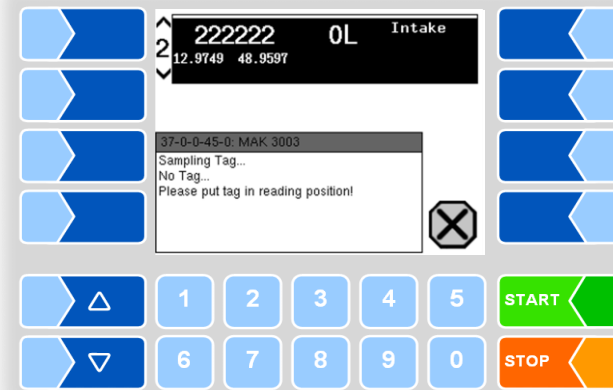 222222 0L Intake
2
12.9749 48.9597
37-0-0-45-0: MAK 3003
Sampling Tag...
No Tag...
Please put tag in reading position!
1 2 3 4 5 START
6 7 8 9 0 STOP